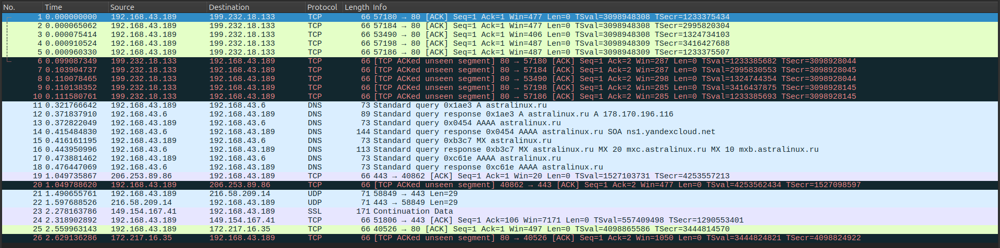 No. Time Source Destination Protocol Length Info
1 0.000000000 192.168.43.189 199.232.18.133 TCP 66 57180 → 80 [ACK] Seq=1 Ack=1 Win=477 Len=0 TSval=3098948308 TSecr=1233375434
2 0.000065062 192.168.43.189 199.232.18.133 TCP 66 57184 → 80 [ACK] Seq=1 Ack=1 Win=477 Len=0 TSval=3098948308 TSecr=2995820304
3 0.000075414 192.168.43.189 199.232.18.133 TCP 66 53490 → 80 [ACK] Seq=1 Ack=1 Win=406 Len=0 TSval=3098948308 TSecr=1324734103
4 0.000910524 192.168.43.189 199.232.18.133 TCP 66 57198 → 80 [ACK] Seq=1 Ack=1 Win=487 Len=0 TSval=3098948309 TSecr=3416427688
5 0.000960330 192.168.43.189 199.232.18.133 TCP 66 57186 → 80 [ACK] Seq=1 Ack=1 Win=487 Len=0 TSval=3098948309 TSecr=1233375507
6 0.099087349 199.232.18.133 192.168.43.189 TCP 66 [TCP ACKed unseen segment] 80 → 57180 [ACK] Seq=1 Ack=2 Win=287 Len=0 TSval=1233385682 TSecr=3098928044
7 0.103904737 199.232.18.133 192.168.43.189 TCP 66 [TCP ACKed unseen segment] 80 → 57184 [ACK] Seq=1 Ack=2 Win=287 Len=0 TSval=2995830553 TSecr=3098928045
8 0.110078465 199.232.18.133 192.168.43.189 TCP 66 [TCP ACKed unseen segment] 80 → 53490 [ACK] Seq=1 Ack=2 Win=298 Len=0 TSval=1324744354 TSecr=3098928044
9 0.110138352 199.232.18.133 192.168.43.189 TCP 66 [TCP ACKed unseen segment] 80 → 57198 [ACK] Seq=1 Ack=2 Win=285 Len=0 TSval=3416437875 TSecr=3098928145
10 0.111580761 199.232.18.133 192.168.43.189 TCP 66 [TCP ACKed unseen segment] 80 → 57186 [ACK] Seq=1 Ack=2 Win=285 Len=0 TSval=1233385693 TSecr=3098928145
11 0.321766642 192.168.43.189 192.168.43.6 DNS 73 Standard query 0x1ae3 A astralinux.ru
12 0.371837910 192.168.43.6 192.168.43.189 DNS 89 Standard query response 0x1ae3 A astralinux.ru A 178.170.196.116
13 0.372822049 192.168.43.189 192.168.43.6 DNS 73 Standard query 0x0454 AAAA astralinux.ru
14 0.415484830 192.168.43.6 192.168.43.189 DNS 144 Standard query response 0x0454 AAAA astralinux.ru SOA ns1.yandexcloud.net
15 0.416161195 192.168.43.189 192.168.43.6 DNS 73 Standard query 0xb3c7 MX astralinux.ru
16 0.443950996 192.168.43.6 192.168.43.189 DNS 113 Standard query response 0xb3c7 MX astralinux.ru MX 20 mxc.astralinux.ru MX 10 mxb.astralinux.ru
17 0.473881462 192.168.43.189 192.168.43.6 DNS 73 Standard query 0xc61e AAAA astralinux.ru
18 0.476447069 192.168.43.6 192.168.43.189 DNS 73 Standard query response 0xc61e AAAA astralinux.ru
19 1.049735867 206.253.89.86 192.168.43.189 TCP 66 443 → 40862 [ACK] Seq=1 Ack=1 Win=20 Len=0 TSval=1527103731 TSecr=4253557213
20 1.049788620 192.168.43.189 206.253.89.86 TCP 66 [TCP ACKed unseen segment] 40862 → 443 [ACK] Seq=1 Ack=2 Win=477 Len=0 TSval=4253562434 TSecr=1527098597
21 1.490655761 192.168.43.189 216.58.209.14 UDP 71 58849 → 443 Len=29
22 1.597688526 216.58.209.14 192.168.43.189 UDP 71 443 → 58849 Len=29
23 2.278163786 149.154.167.41 192.168.43.189 SSL 171 Continuation Data
24 2.318902892 192.168.43.189 149.154.167.41 TCP 66 51806 → 443 [ACK] Seq=1 Ack=106 Win=7171 Len=0 TSval=557409498 TSecr=1290553401
25 2.559963143 192.168.43.189 172.217.16.35 TCP 66 40526 → 80 [ACK] Seq=1 Ack=1 Win=497 Len=0 TSval=4098865586 TSecr=3444814570
26 2.629136286 172.217.16.35 192.168.43.189 TCP 66 [TCP ACKed unseen segment] 80 → 40526 [ACK] Seq=1 Ack=2 Win=1050 Len=0 TSval=3444824821 TSecr=4098824922